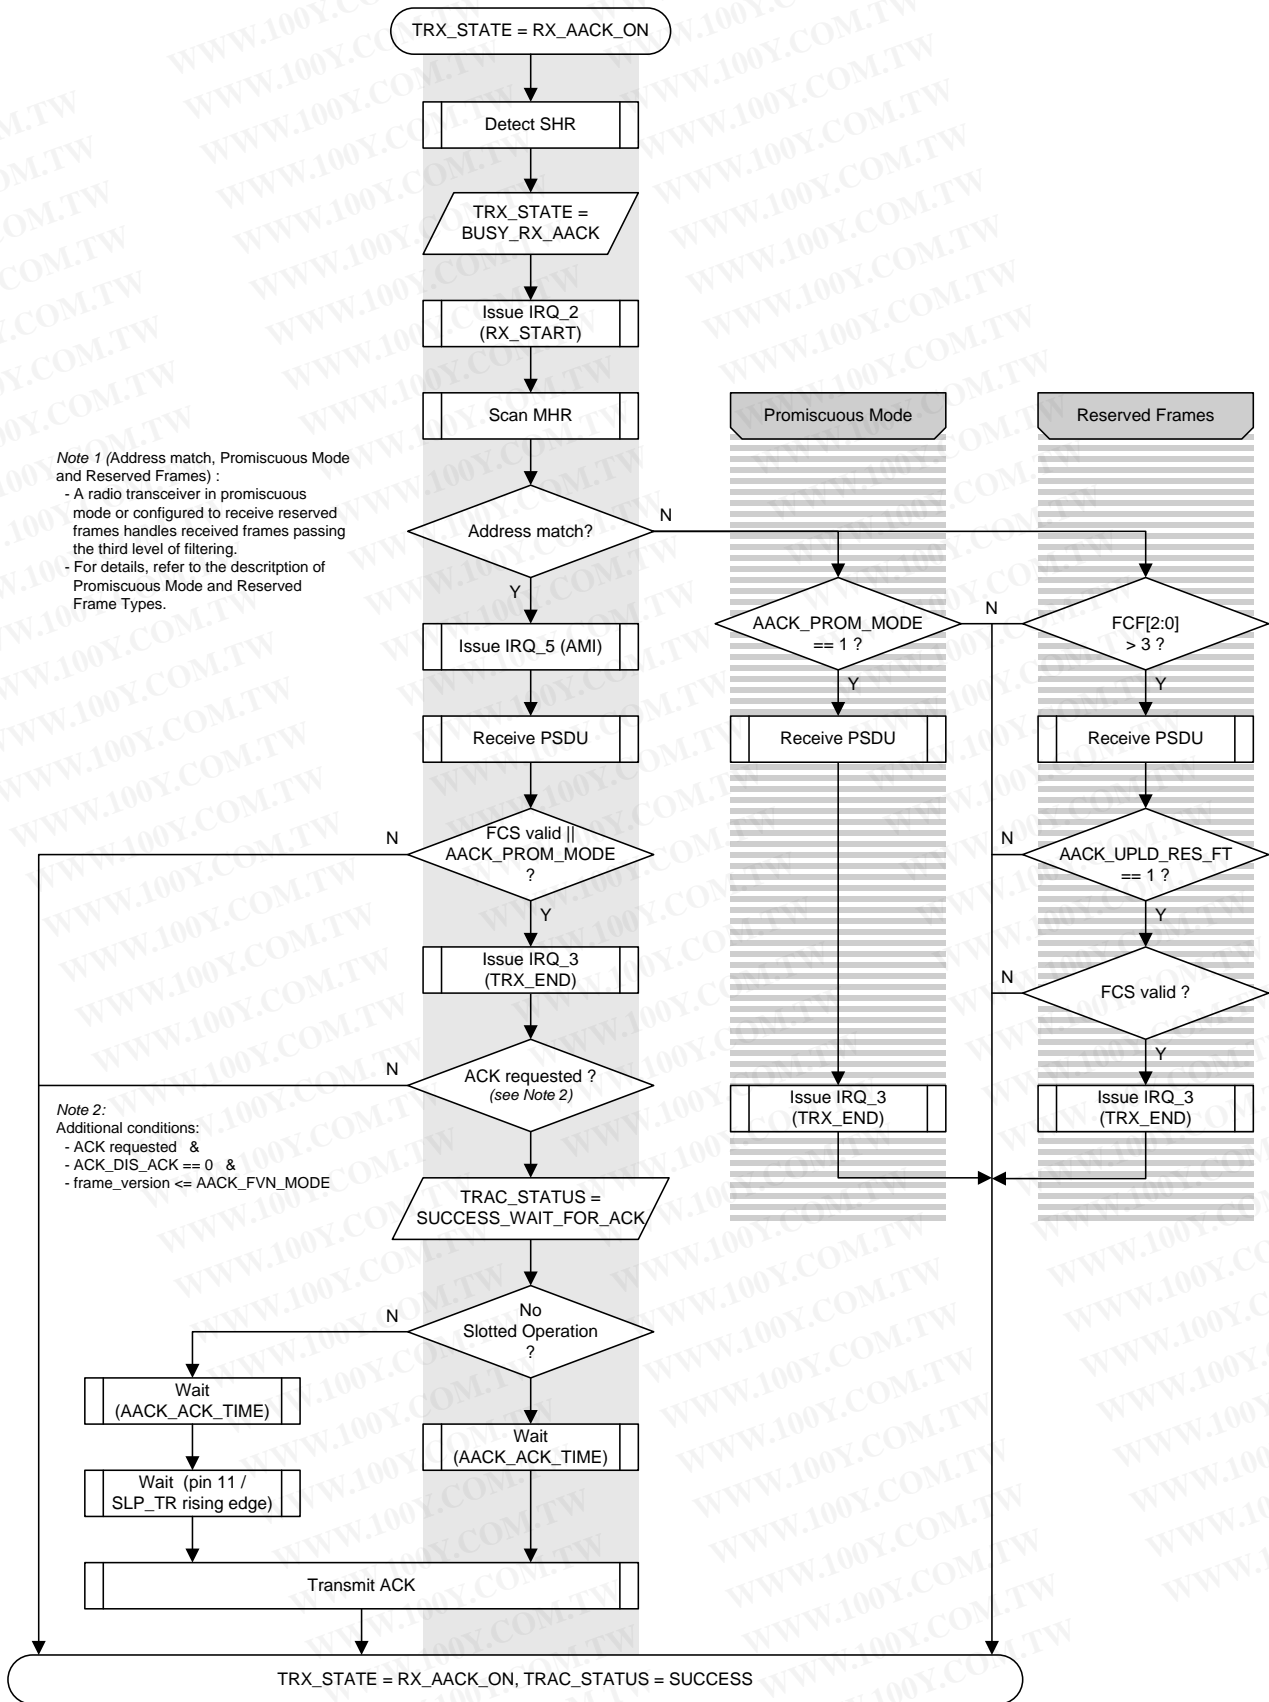 TRX_STATE = RX_AACK_ON
Detect SHR
TRX_STATE =
BUSY_RX_AACK
Issue IRQ_2
(RX_START)
Scan MHR
Promiscuous Mode
Reserved Frames
Note 1 (Address match, Promiscuous Mode
and Reserved Frames) :
- A radio transceiver in promiscuous
mode or configured to receive reserved
frames handles received frames passing
the third level of filtering.
- For details, refer to the descritption of
Promiscuous Mode and Reserved
Frame Types.
Address match?
N
Y
AACK_PROM_MODE
== 1 ?
N
FCF[2:0]
> 3 ?
Issue IRQ_5 (AMI)
Y
Y
Receive PSDU
Receive PSDU
Receive PSDU
N
FCS valid ||
AACK_PROM_MODE
?
N
AACK_UPLD_RES_FT
== 1 ?
Y
Y
Issue IRQ_3
(TRX_END)
N
FCS valid ?
Y
N
ACK requested ?
(see Note 2)
Issue IRQ_3
(TRX_END)
Issue IRQ_3
(TRX_END)
Note 2:
Additional conditions:
- ACK requested &
- ACK_DIS_ACK == 0 &
- frame_version <= AACK_FVN_MODE
TRAC_STATUS =
SUCCESS_WAIT_FOR_ACK
N
No
Slotted Operation
?
Wait
(AACK_ACK_TIME)
Wait
(AACK_ACK_TIME)
Wait (pin 11 /
SLP_TR rising edge)
Transmit ACK
TRX_STATE = RX_AACK_ON, TRAC_STATUS = SUCCESS
WWW.100Y.COM.TW